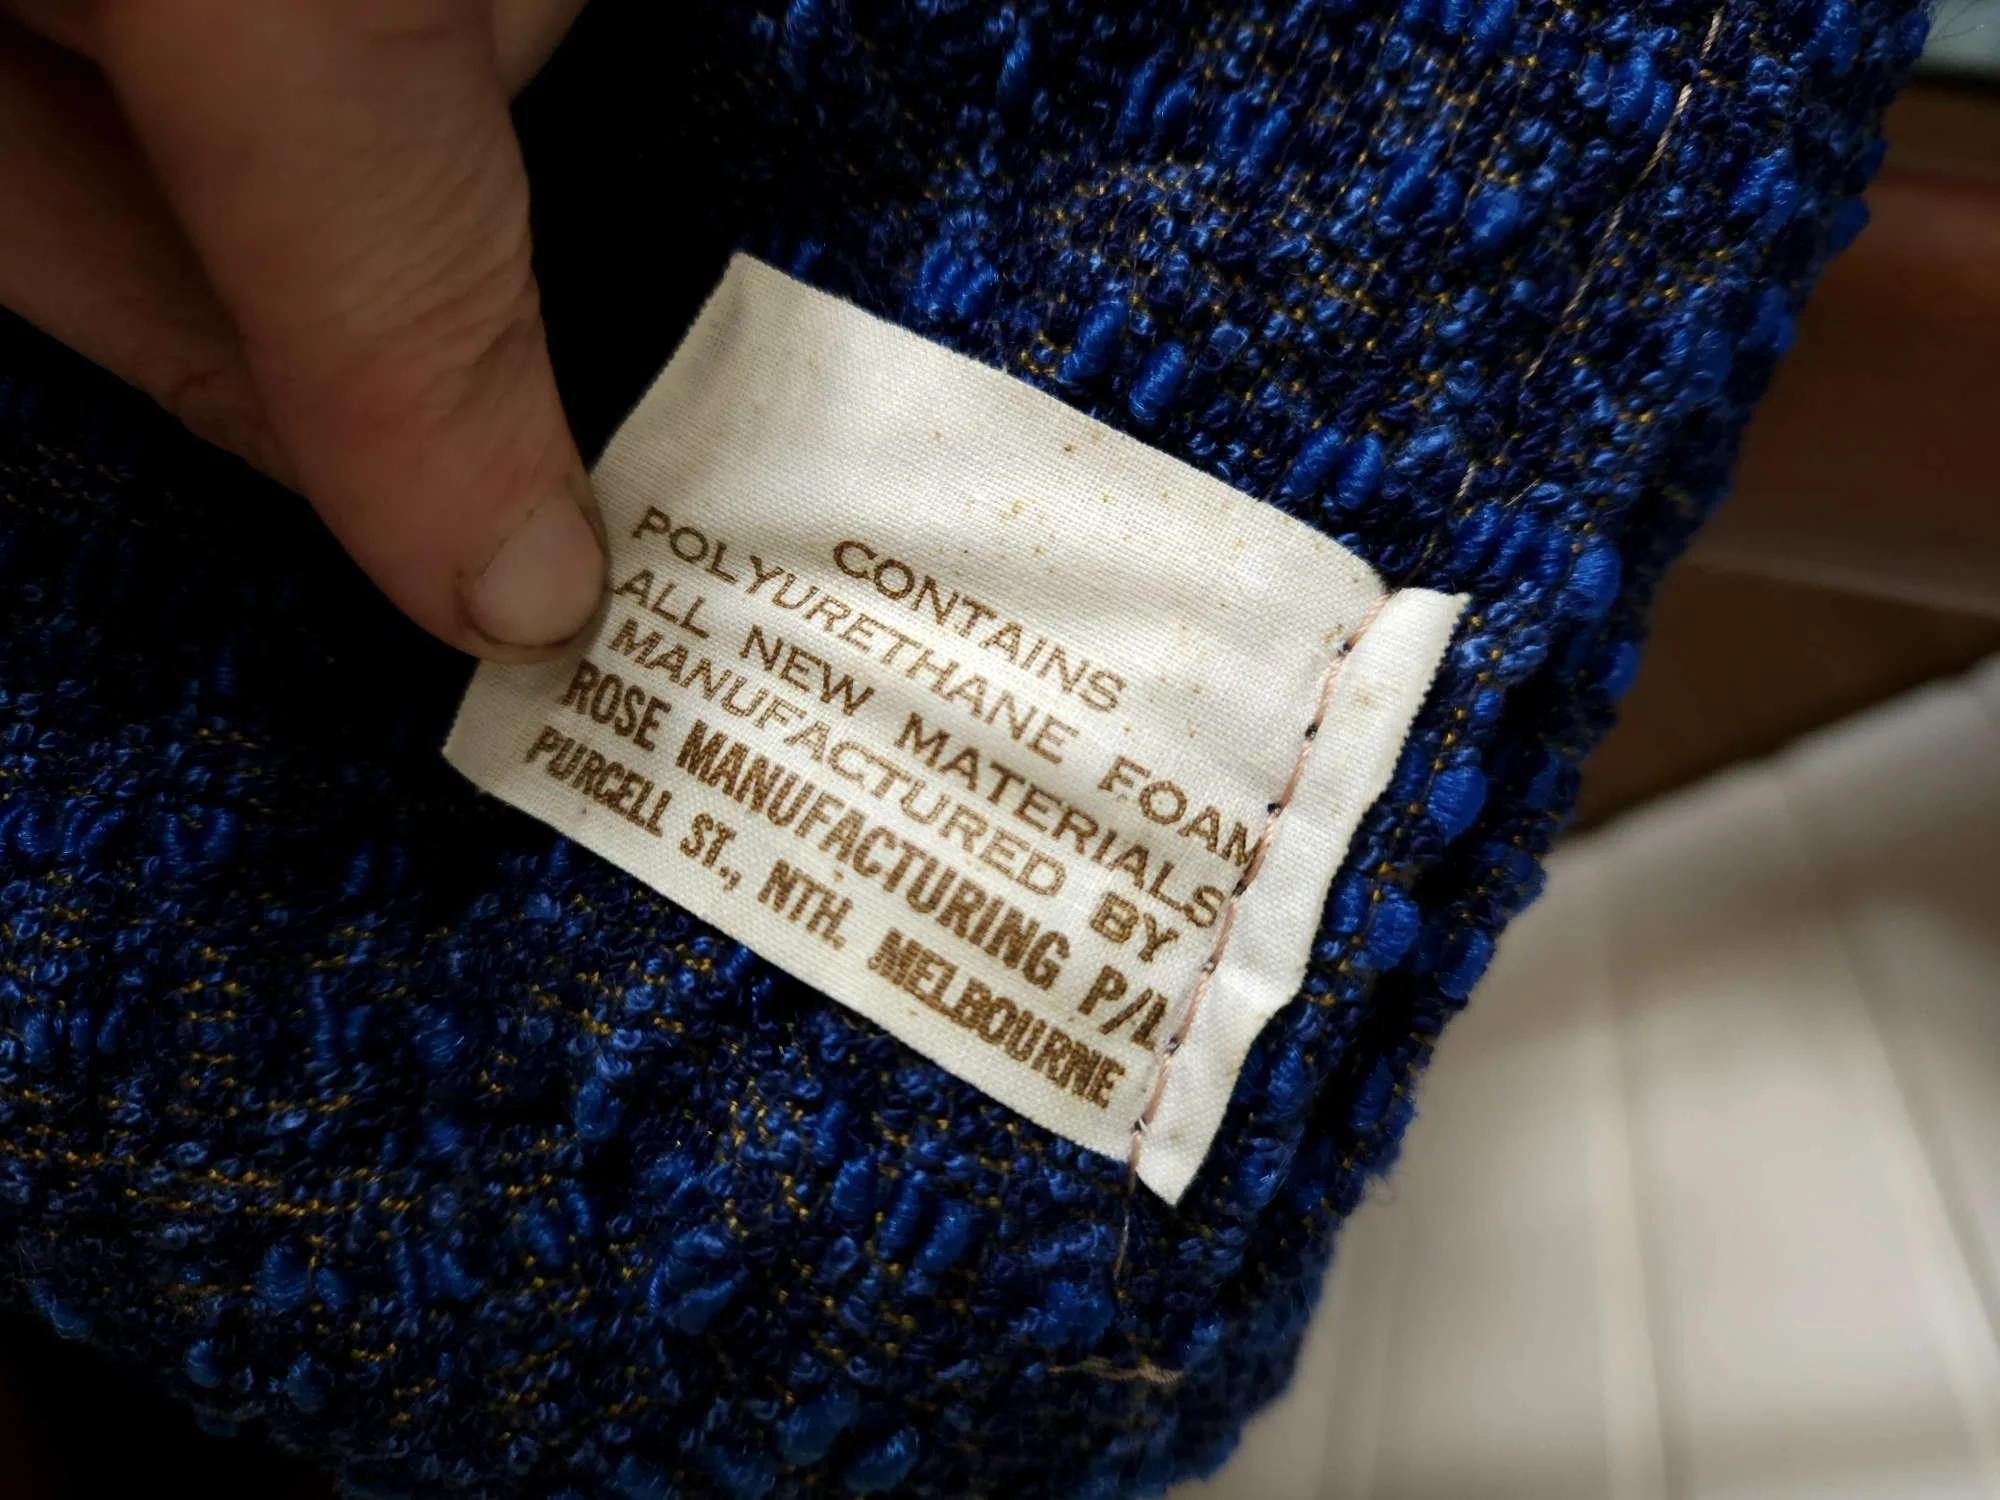 CONTAINS
POLYURETHANE FOAM
ALL NEW MATERIALS
MANUFACTURED BY
ROSE MANUFACTURING P/L
PURCELL ST., NTH. MELBOURNE